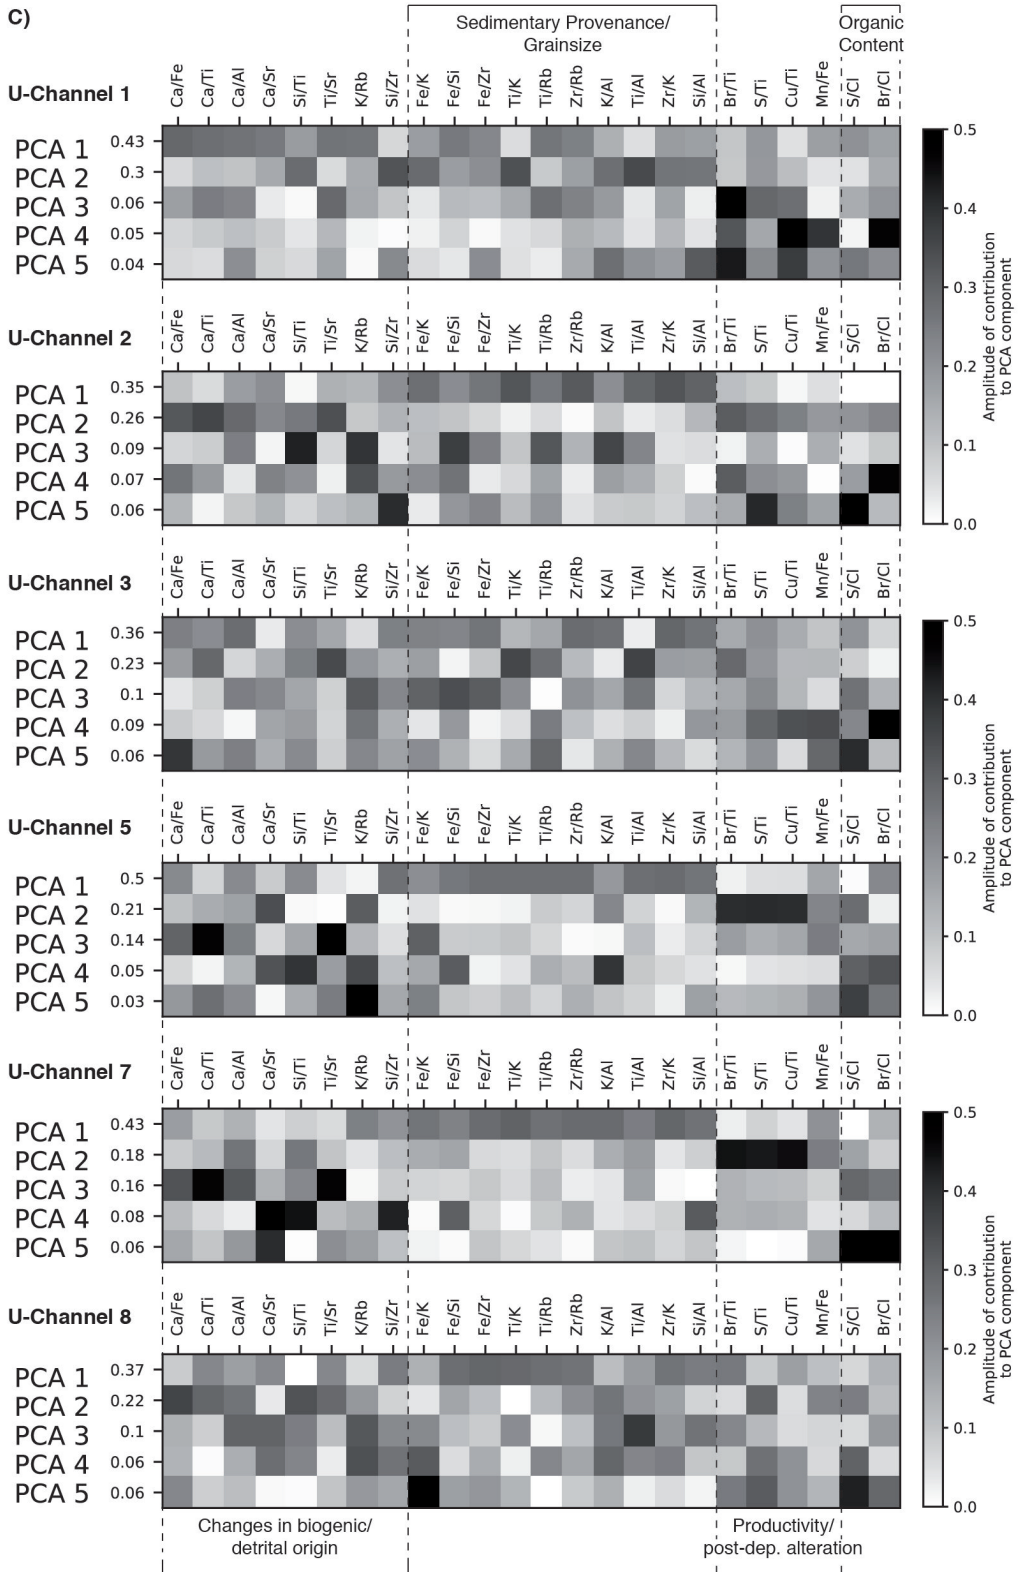 C)
Sedimentary Provenance/
Grainsize
Organic
Content
U-Channel 1
Ca/Fe Ca/Ti Ca/Al Ca/Sr Si/Ti Ti/Sr K/Rb Si/Zr Fe/K Fe/Si Fe/Zr Ti/K Ti/Rb Zr/Rb K/Al Ti/Al Zr/K Si/Al Br/Ti S/Ti Cu/Ti Mn/Fe S/Cl Br/Cl
PCA 1 0.43
PCA 2 0.3
PCA 3 0.06
PCA 4 0.05
PCA 5 0.04
U-Channel 2
Ca/Fe Ca/Ti Ca/Al Ca/Sr Si/Ti Ti/Sr K/Rb Si/Zr Fe/K Fe/Si Fe/Zr Ti/K Ti/Rb Zr/Rb K/Al Ti/Al Zr/K Si/Al Br/Ti S/Ti Cu/Ti Mn/Fe S/Cl Br/Cl
PCA 1 0.35
PCA 2 0.26
PCA 3 0.09
PCA 4 0.07
PCA 5 0.06
0.5
0.4
0.3
0.2
0.1
0.0
Amplitude of contribution
to PCA component
U-Channel 3
Ca/Fe Ca/Ti Ca/Al Ca/Sr Si/Ti Ti/Sr K/Rb Si/Zr Fe/K Fe/Si Fe/Zr Ti/K Ti/Rb Zr/Rb K/Al Ti/Al Zr/K Si/Al Br/Ti S/Ti Cu/Ti Mn/Fe S/Cl Br/Cl
PCA 1 0.36
PCA 2 0.23
PCA 3 0.1
PCA 4 0.09
PCA 5 0.06
U-Channel 5
Ca/Fe Ca/Ti Ca/Al Ca/Sr Si/Ti Ti/Sr K/Rb Si/Zr Fe/K Fe/Si Fe/Zr Ti/K Ti/Rb Zr/Rb K/Al Ti/Al Zr/K Si/Al Br/Ti S/Ti Cu/Ti Mn/Fe S/Cl Br/Cl
PCA 1 0.5
PCA 2 0.21
PCA 3 0.14
PCA 4 0.05
PCA 5 0.03
0.5
0.4
0.3
0.2
0.1
0.0
Amplitude of contribution
to PCA component
U-Channel 7
Ca/Fe Ca/Ti Ca/Al Ca/Sr Si/Ti Ti/Sr K/Rb Si/Zr Fe/K Fe/Si Fe/Zr Ti/K Ti/Rb Zr/Rb K/Al Ti/Al Zr/K Si/Al Br/Ti S/Ti Cu/Ti Mn/Fe S/Cl Br/Cl
PCA 1 0.43
PCA 2 0.18
PCA 3 0.16
PCA 4 0.08
PCA 5 0.06
U-Channel 8
Ca/Fe Ca/Ti Ca/Al Ca/Sr Si/Ti Ti/Sr K/Rb Si/Zr Fe/K Fe/Si Fe/Zr Ti/K Ti/Rb Zr/Rb K/Al Ti/Al Zr/K Si/Al Br/Ti S/Ti Cu/Ti Mn/Fe S/Cl Br/Cl
PCA 1 0.37
PCA 2 0.22
PCA 3 0.1
PCA 4 0.06
PCA 5 0.06
0.5
0.4
0.3
0.2
0.1
0.0
Amplitude of contribution
to PCA component
Changes in biogenic/
detrital origin
Productivity/
post-dep. alteration